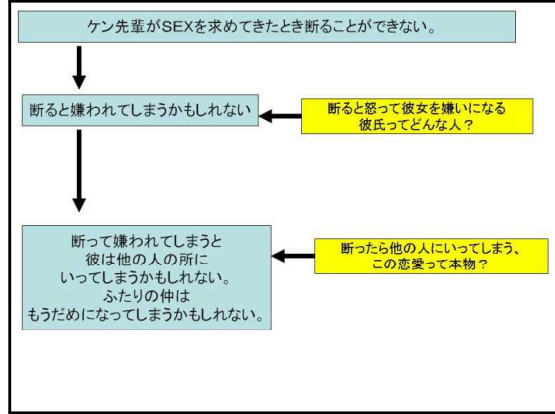 ケン先輩がSEXを求めてきたとき断ることができない。
断ると嫌われてしまうかもしれない
断ると怒って彼女を嫌いになる
彼氏ってどんな人？
断って嫌われてしまうと
彼は他の人の所に
いってしまうかもしれない。
ふたりの仲は
もうだめになってしまうかもしれない。
断ったら他の人にいってしまう、
この恋愛って本物？